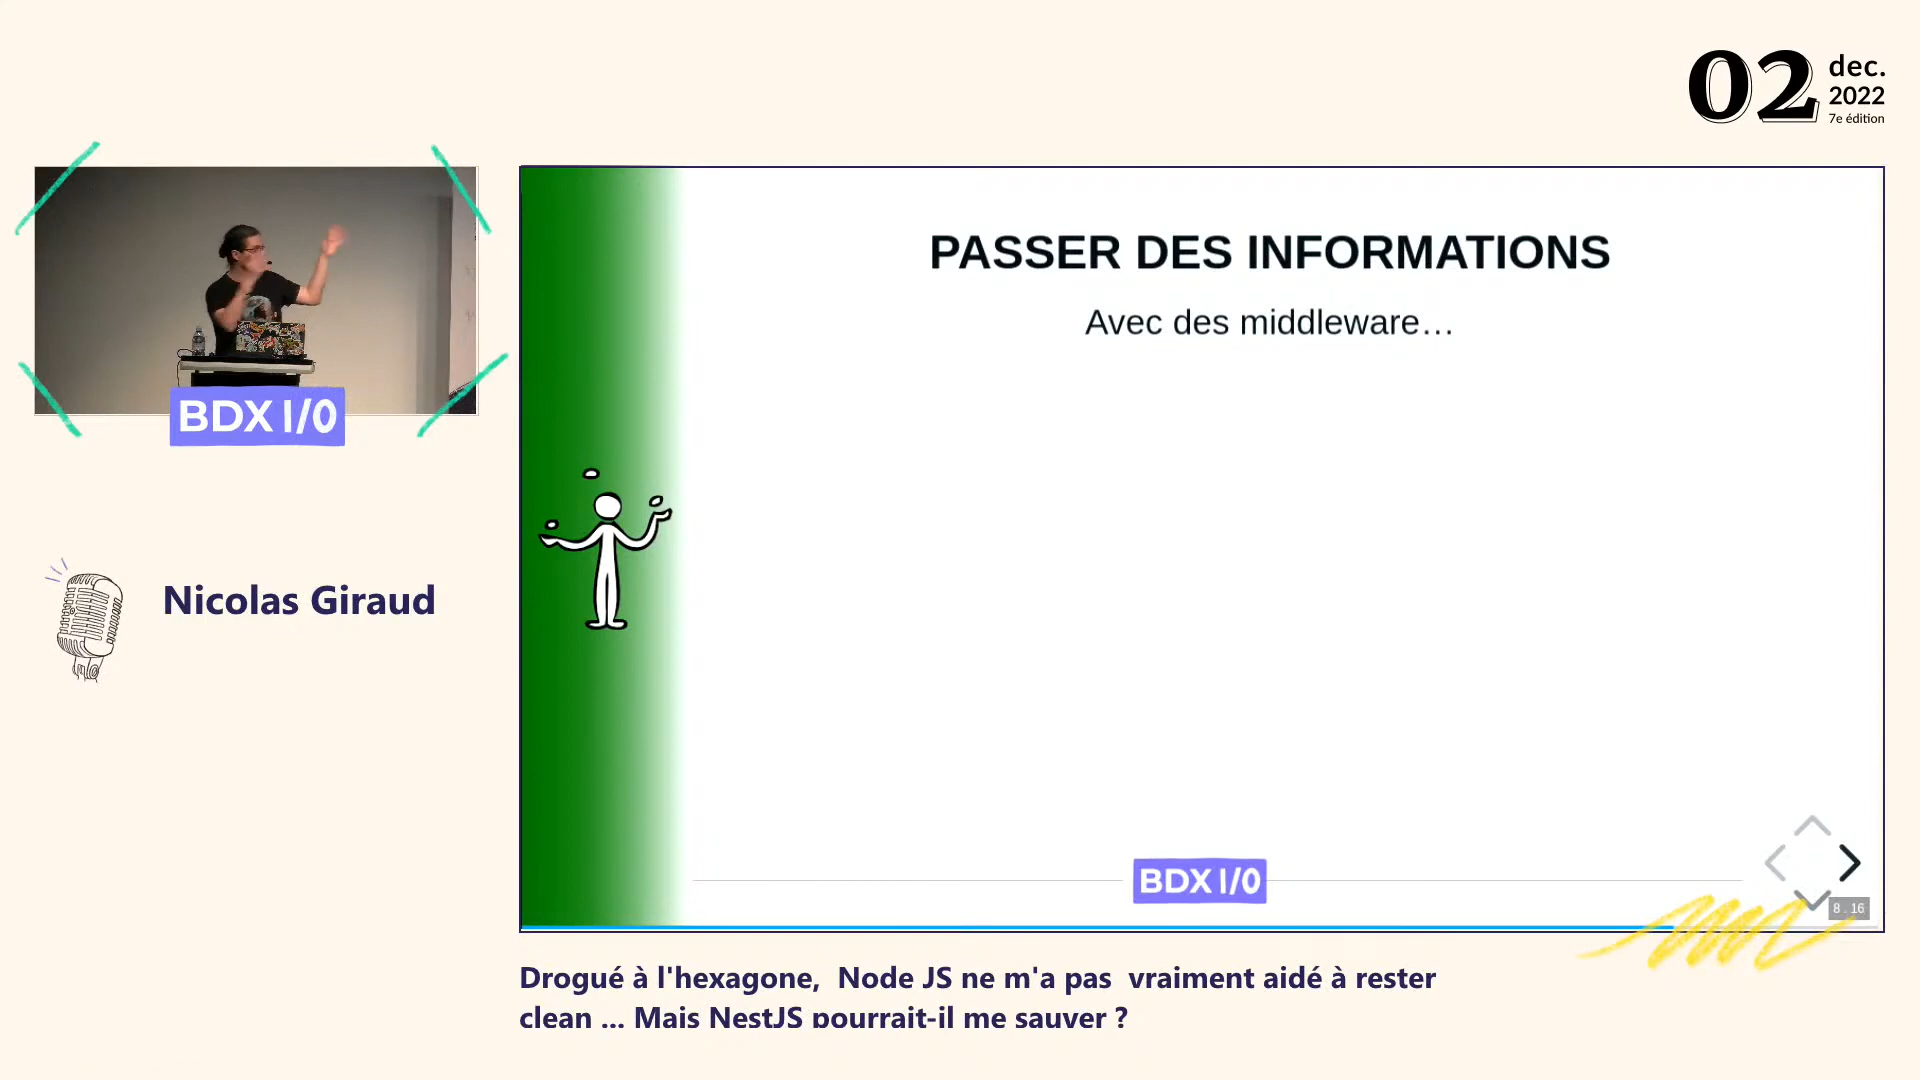 02
dec.
2022
7e édition
PASSER DES INFORMATIONS
Avec des middleware…
BDX I/O
Nicolas Giraud
BDX I/O
8.16
Drogué à l'hexagone, Node JS ne m'a pas vraiment aidé à rester
clean ... Mais NestJS pourrait-il me sauver ?